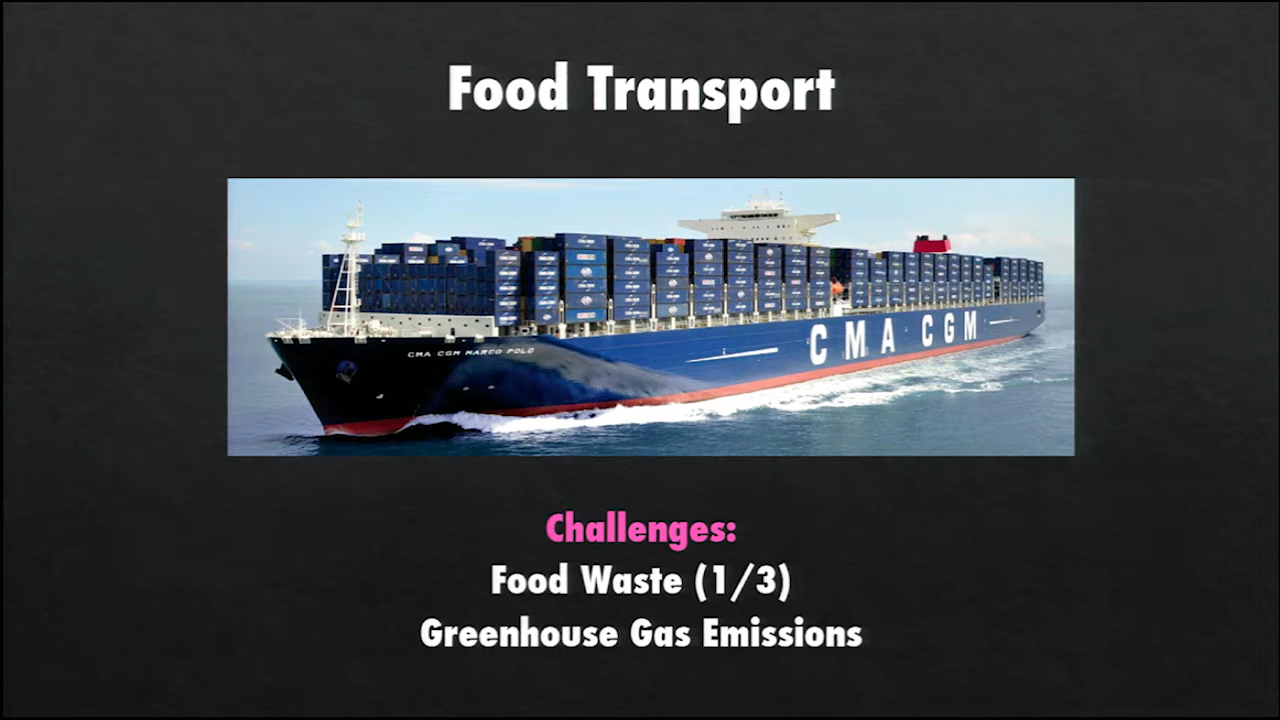 Food Transport
CMA CGM MARCO POLO
CMA CGM
Challenges:
Food Waste (1/3)
Greenhouse Gas Emissions